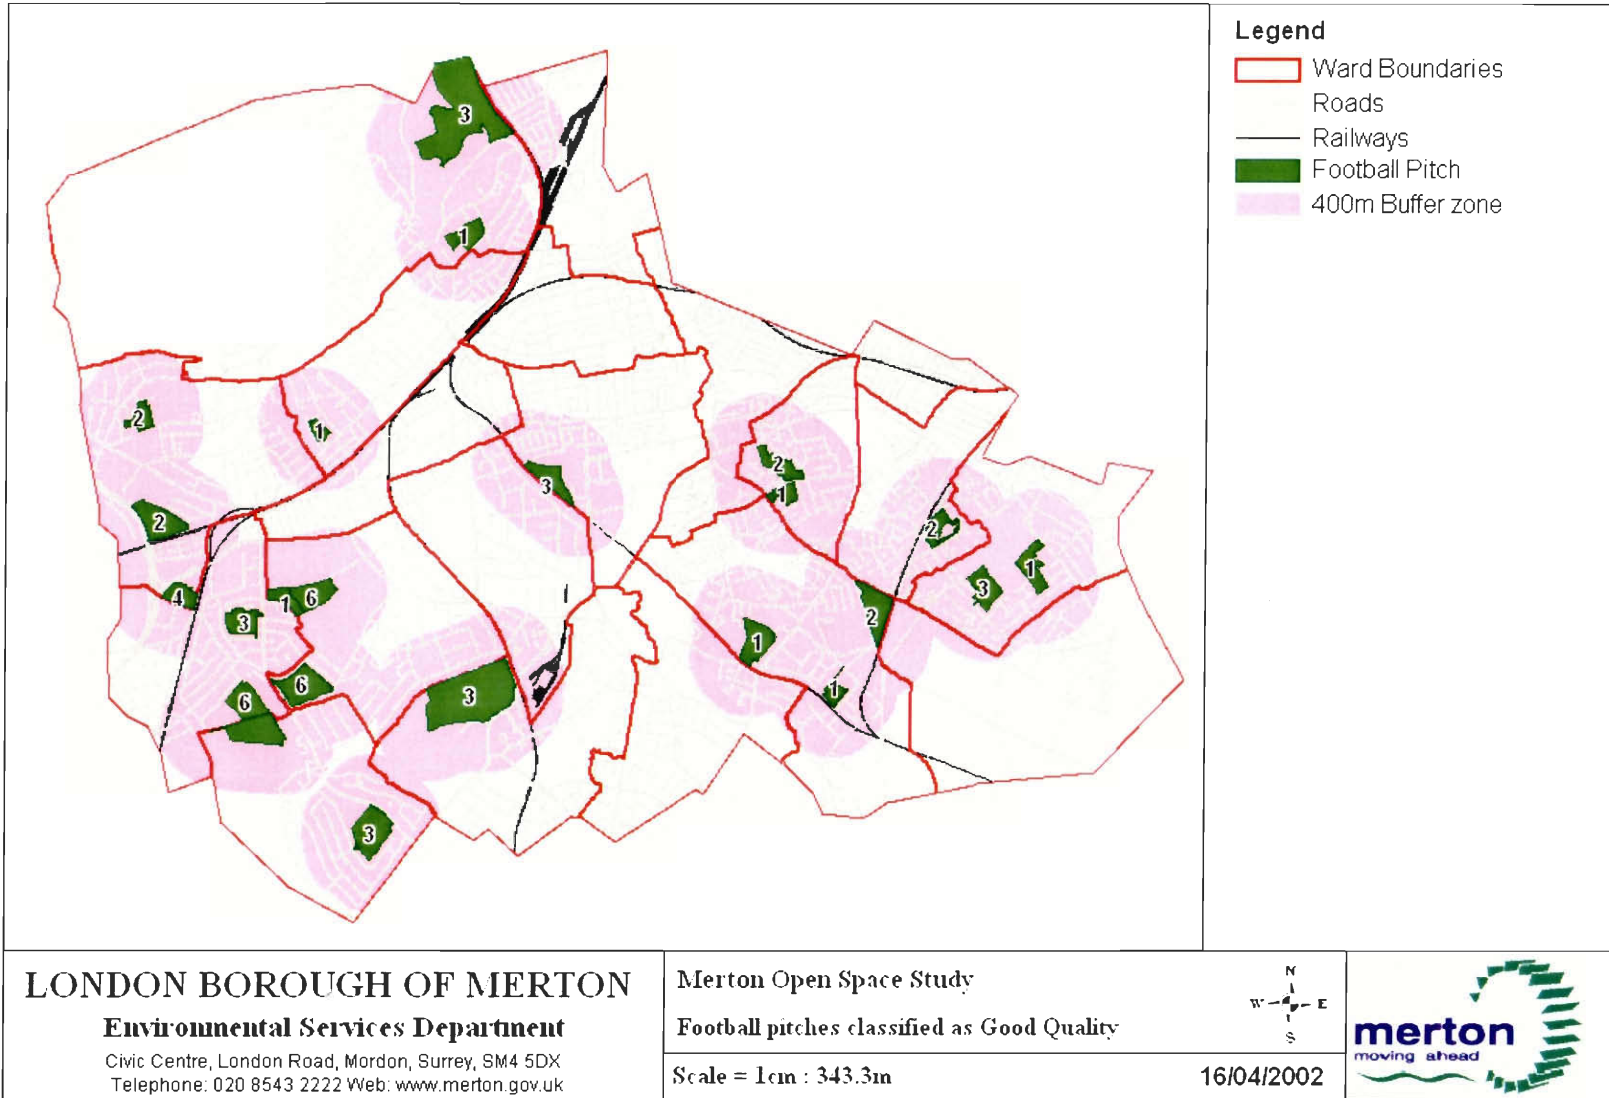 Legend
Ward Boundaries
Roads
Railways
Football Pitch
400m Buffer zone
3
1
2
1
2
3
2
1
2
3
1
4
1 6
3
6
6
3
3
1
2
1
LONDON BOROUGH OF MERTON
Environmental Services Department
Civic Centre, London Road, Mordon, Surrey, SM4 5DX
Telephone: 020 8543 2222 Web: www.merton.gov.uk
Merton Open Space Study
Football pitches classified as Good Quality
Scale = 1cm : 343.3m
16/04/2002
N
W E
S
merton
moving ahead